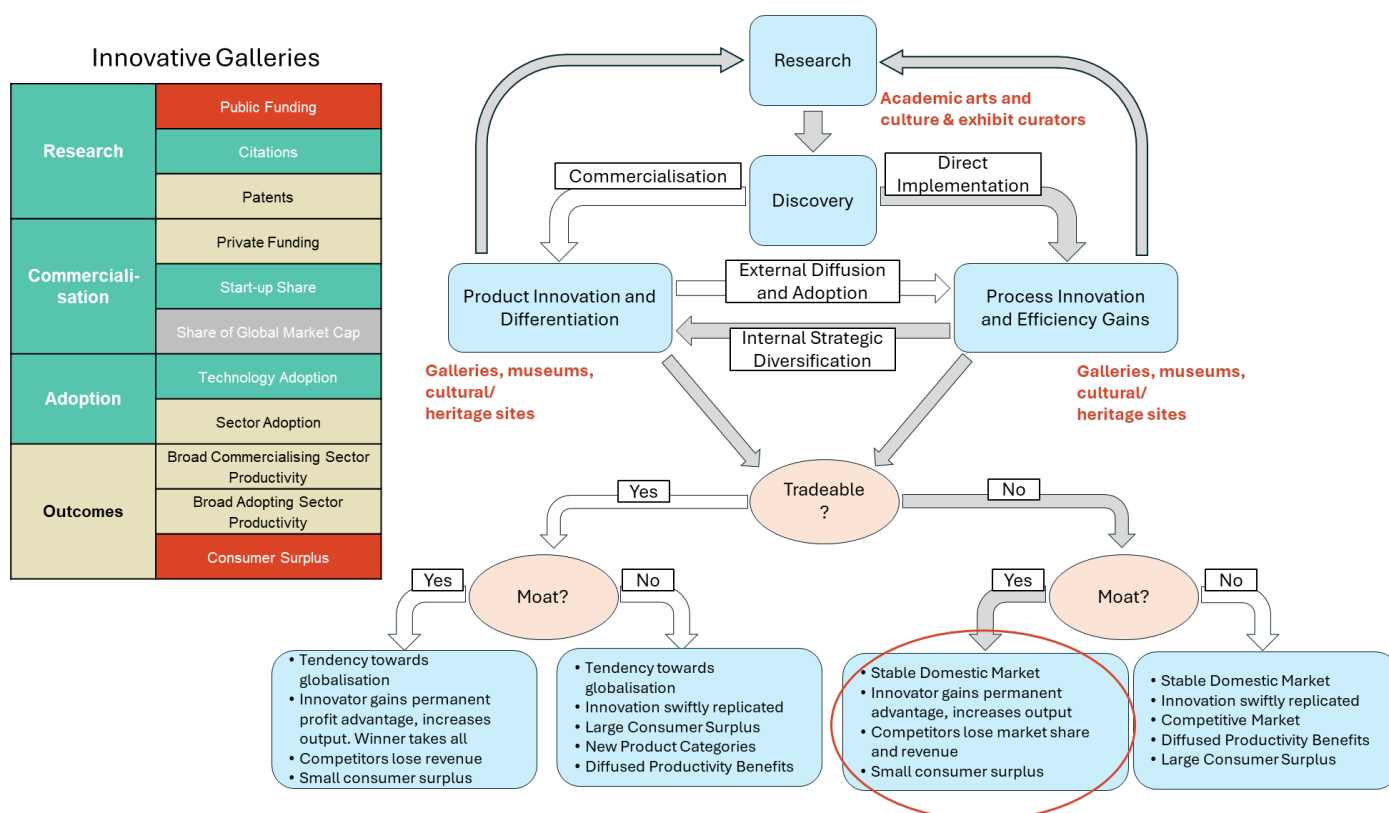 Innovative Galleries
Research
Public Funding
Citations
Patents
Commerciali-
sation
Private Funding
Start-up Share
Share of Global Market Cap
Adoption
Technology Adoption
Sector Adoption
Outcomes
Broad Commercialising Sector
Productivity
Broad Adopting Sector
Productivity
Consumer Surplus
Research
Academic arts and
culture & exhibit curators
Commercialisation
Discovery
Direct
Implementation
Product Innovation and
Differentiation
External Diffusion
and Adoption
Internal Strategic
Diversification
Process Innovation
and Efficiency Gains
Galleries, museums,
cultural/
heritage sites
Galleries, museums,
cultural/
heritage sites
Tradeable
?
Yes
No
Moat?
Yes
No
Moat?
Yes
No
• Tendency towards
globalisation
• Innovator gains permanent
profit advantage, increases
output. Winner takes all
• Competitors lose revenue
• Small consumer surplus
• Tendency towards
globalisation
• Innovation swiftly replicated
• Large Consumer Surplus
• New Product Categories
• Diffused Productivity Benefits
• Stable Domestic Market
• Innovator gains permanent
advantage, increases output
• Competitors lose market share
and revenue
• Small consumer surplus
• Stable Domestic Market
• Innovation swiftly replicated
• Competitive Market
• Diffused Productivity Benefits
• Large Consumer Surplus